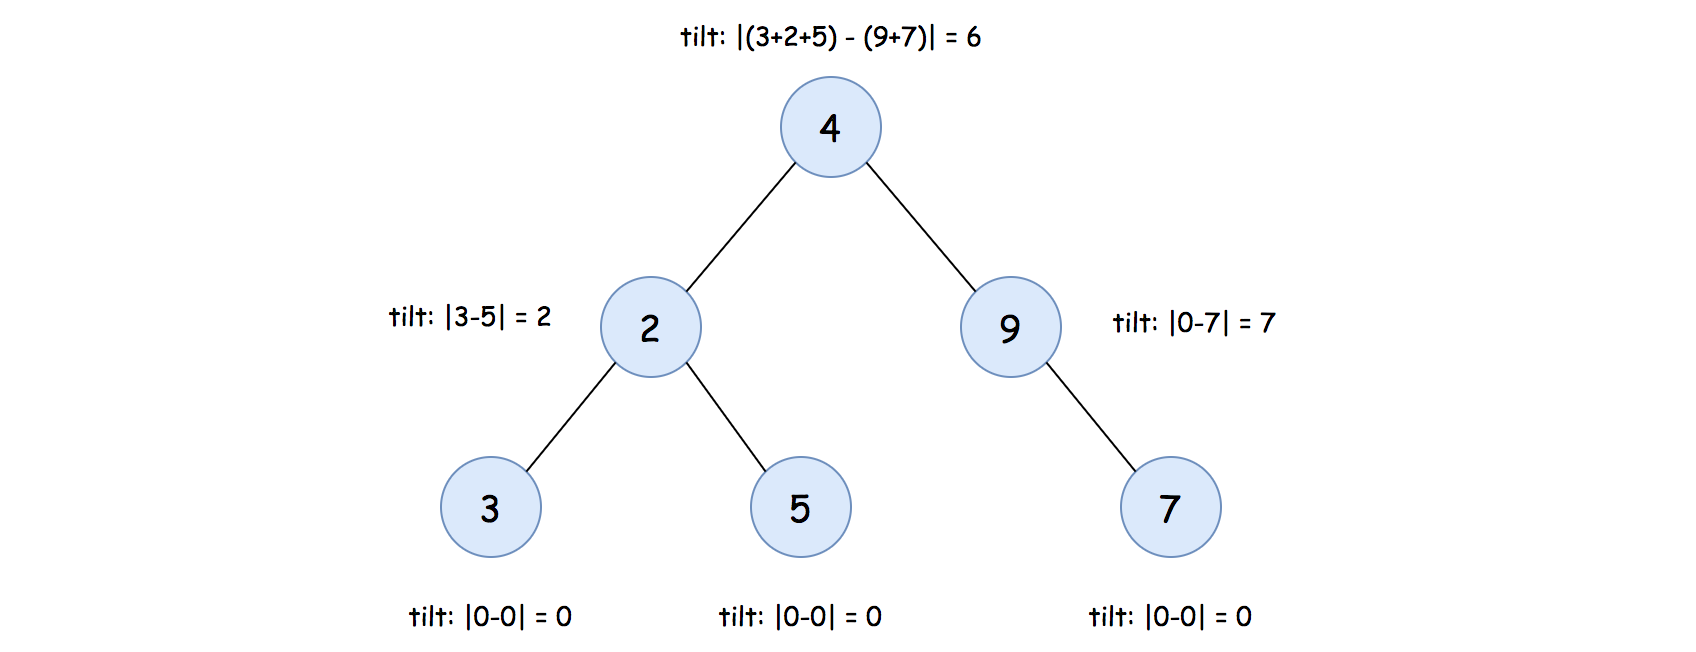 tilt: |(3+2+5) - (9+7)| = 6
4
tilt: |3-5| = 2
2
9
tilt: |0-7| = 7
3
5
7
tilt: |0-0| = 0
tilt: |0-0| = 0
tilt: |0-0| = 0